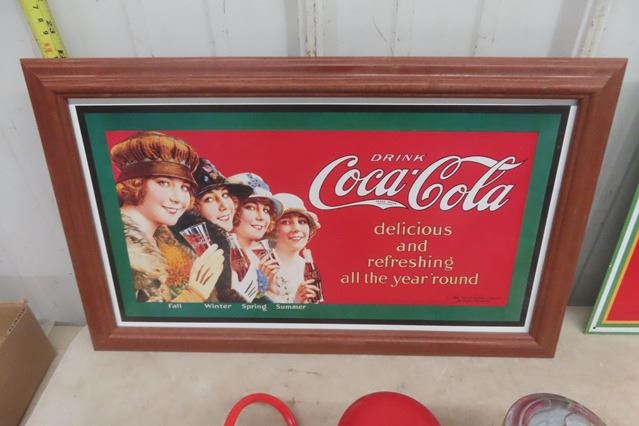 DRINK
Coca-Cola
delicious
and
refreshing
all the year 'round
Fall Winter Spring Summer